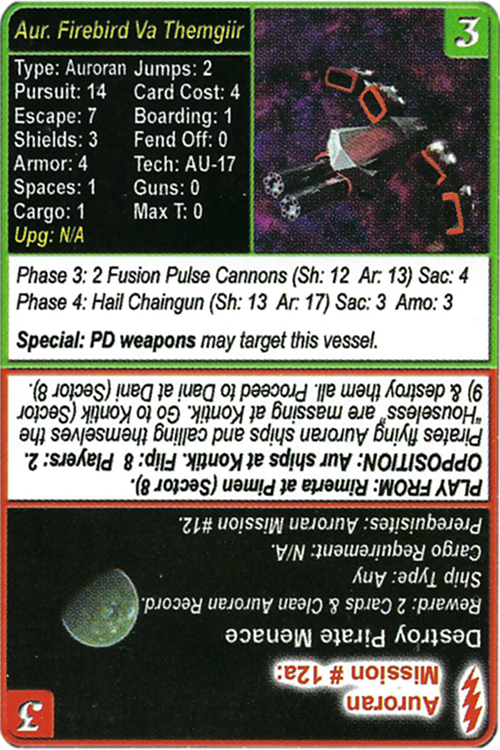 Aur. Firebird Va Themgiir
3
Type: Auroran Jumps: 2
Pursuit: 14 Card Cost: 4
Escape: 7 Boarding: 1
Shields: 3 Fend Off: 0
Armor: 4 Tech: AU-17
Spaces: 1 Guns: 0
Cargo: 1 Max T: 0
Upg: N/A
Phase 3: 2 Fusion Pulse Cannons (Sh: 12 Ar: 13) Sac: 4
Phase 4: Hail Chaingun (Sh: 13 Ar: 17) Sac: 3 Amo: 3
Special: PD weapons may target this vessel.
3
Auroran
Mission # 12a:
Destroy Pirate Menace
Reward: 2 Cards & Clean Auroran Record.
Ship Type: Any
Cargo Requirement: N/A.
Prerequisites: Auroran Mission #12.
PLAY FROM: Rimerta at Pimen (Sector 8).
OPPOSITION: Aur ships at Kontik. Flip: 8 Players: 2.
Pirates flying Auroran ships and calling themselves the
"Houseless" are massing at Kontik. Go to Kontik (Sector
9) & destroy them all. Proceed to Dani at Dani (Sector 8).